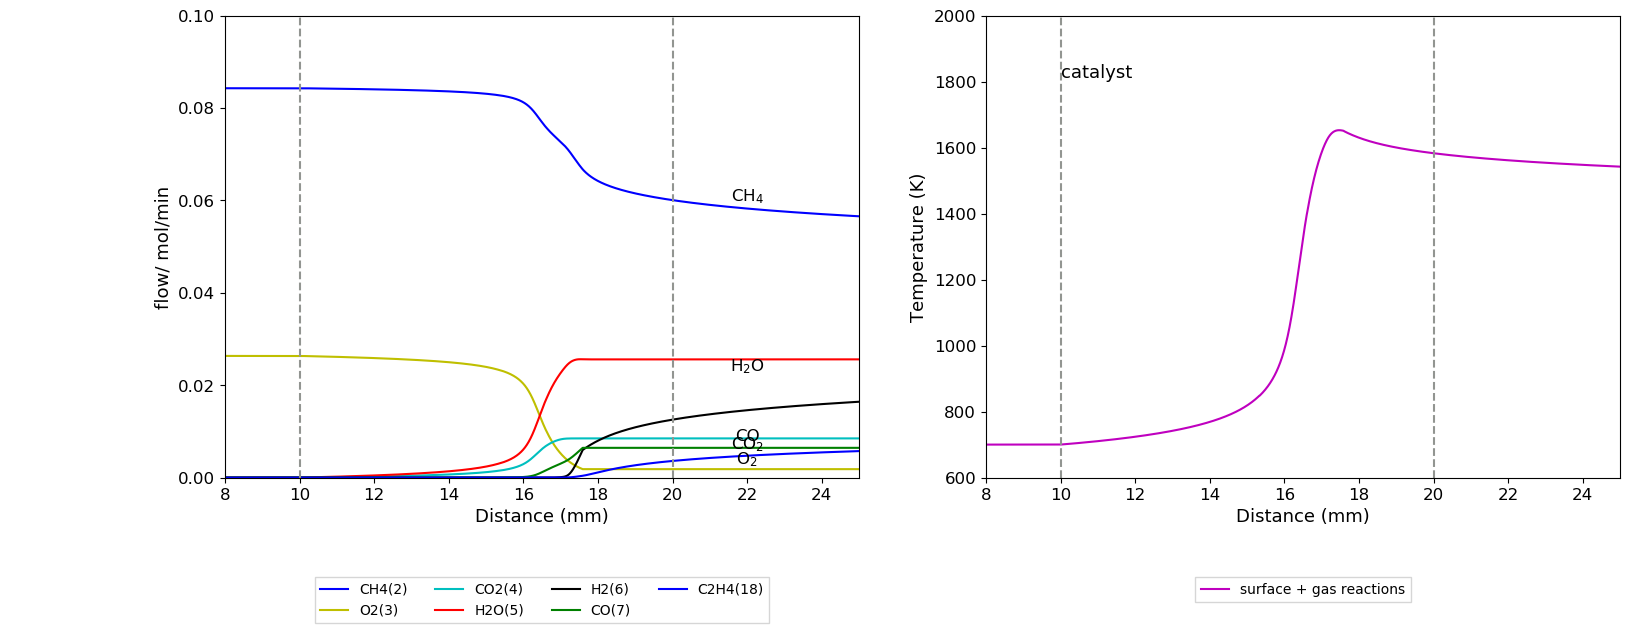 0.10
0.08
0.06
0.04
0.02
0.00
flow/ mol/min
CH₄
H₂O
CO
CO₂
O₂
8 10 12 14 16 18 20 22 24
Distance (mm)
CH4(2) CO2(4) H2(6) C2H4(18)
O2(3) H2O(5) CO(7)
2000
1800
1600
1400
1200
1000
800
600
Temperature (K)
catalyst
8 10 12 14 16 18 20 22 24
Distance (mm)
surface + gas reactions